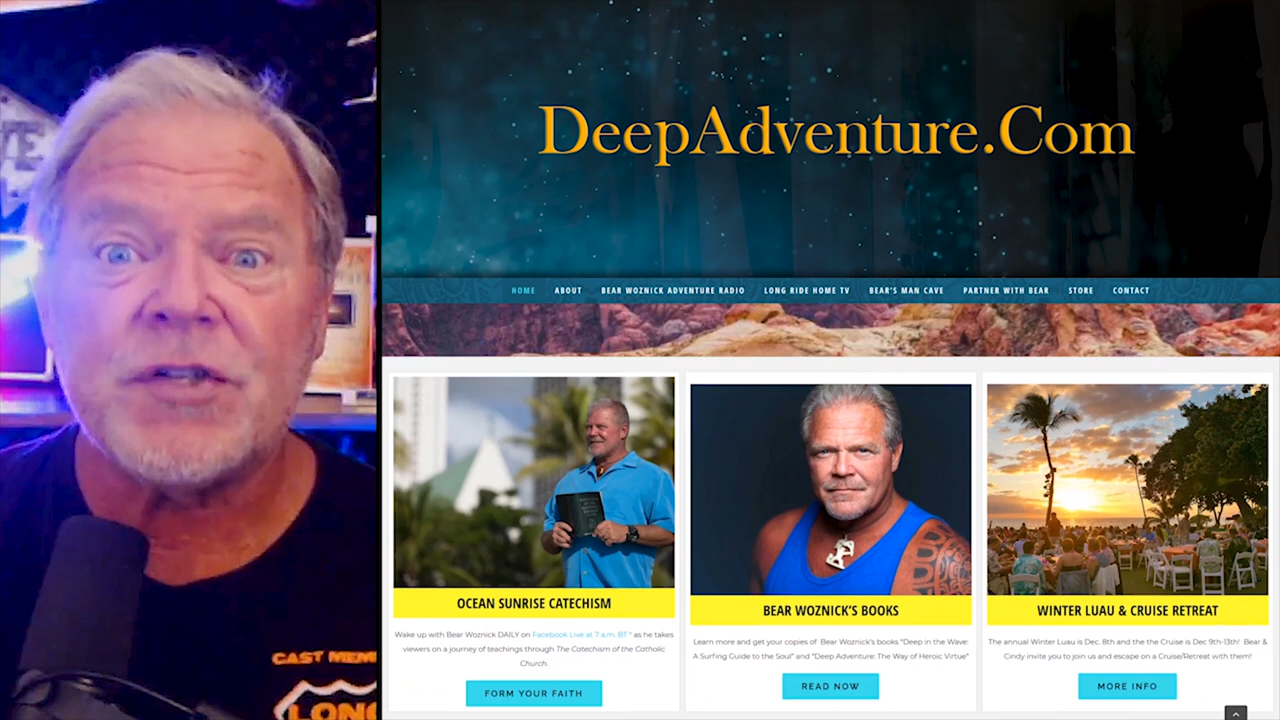 DeepAdventure.Com
HOME ABOUT BEAR WOZNICK ADVENTURE RADIO LONG RIDE HOME TV BEAR'S MAN CAVE PARTNER WITH BEAR STORE CONTACT
OCEAN SUNRISE CATECHISM
Wake up with Bear Woznick DAILY on Facebook Live at 7 a.m. BT * as he takes
viewers on a journey of teachings through The Catechism of the Catholic
Church.
FORM YOUR FAITH
BEAR WOZNICK'S BOOKS
Learn more and get your copies of Bear Woznick's books "Deep in the Wave:
A Surfing Guide to the Soul" and "Deep Adventure: The Way of Heroic Virtue"
READ NOW
WINTER LUAU & CRUISE RETREAT
The annual Winter Luau is Dec. 8th and the the Cruise is Dec 9th-13th! Bear &
Cindy invite you to join us and escape on a Cruise/Retreat with them!
MORE INFO
CAST MEM
LONG